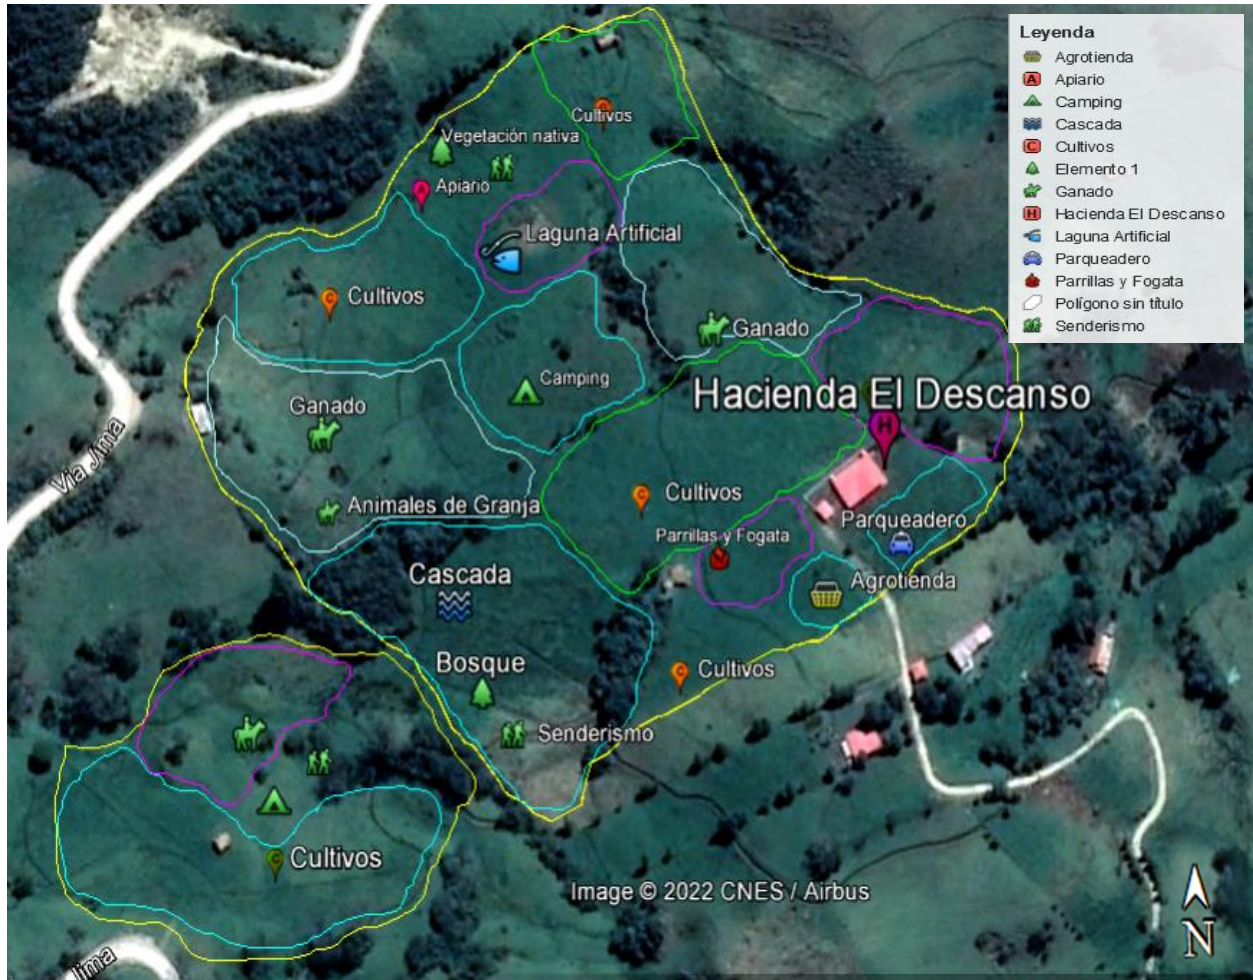 Leyenda
Agrotienda
A Apiario
Camping
Cascada
C Cultivos
Elemento 1
Ganado
H Hacienda El Descanso
Laguna Artificial
Parqueadero
Parrillas y Fogata
Polígono sin título
Senderismo
C
Cultivos
Vegetación nativa
A Apiario
Laguna Artificial
C Cultivos
Ganado
Camping
Hacienda El Descanso
H
Ganado
Via Jima
C Cultivos
Animales de Granja
Parqueadero
Parrillas y Fogata
Cascada
Agrotienda
Bosque
C Cultivos
Senderismo
C Cultivos
Image © 2022 CNES / Airbus
N
Jima